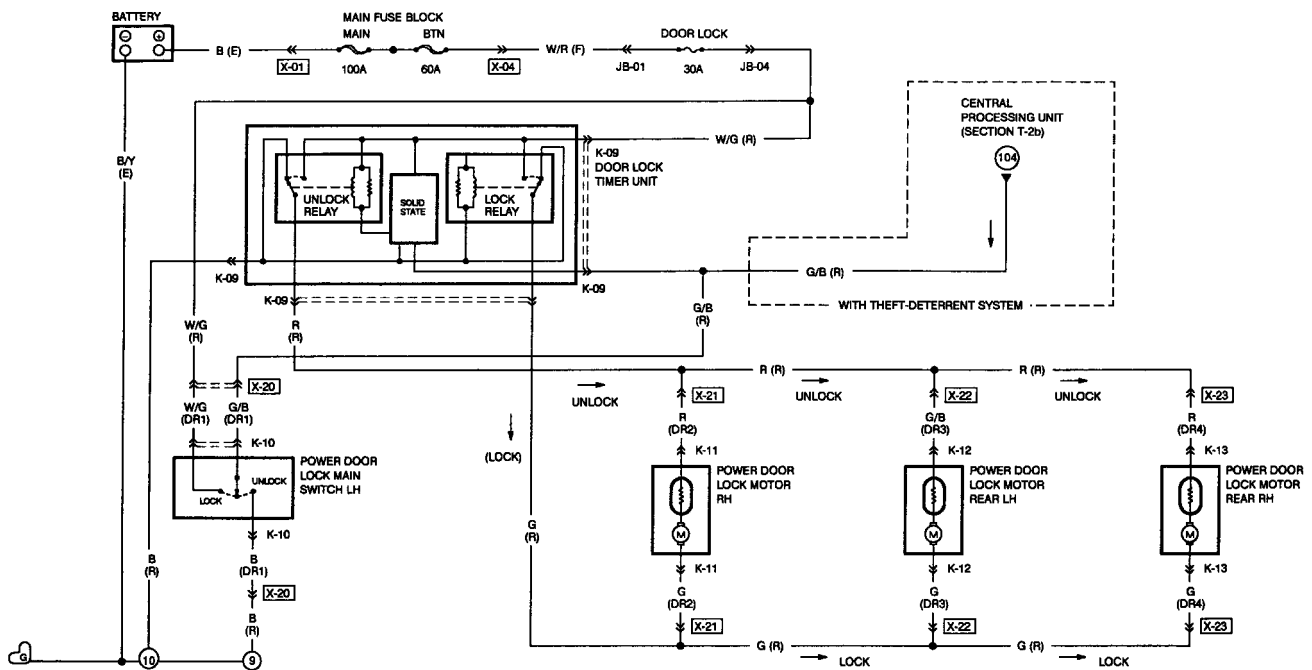 BATTERY
MAIN FUSE BLOCK
MAIN
BTN
DOOR LOCK
B (E)
W/R (F)
X-01
100A
60A
X-04
JB-01
30A
JB-04
CENTRAL
PROCESSING UNIT
(SECTION T-2b)
104
W/G (R)
K-09
DOOR LOCK
TIMER UNIT
B/Y
(E)
UNLOCK
RELAY
SOLID
STATE
LOCK
RELAY
K-09
K-09
G/B (R)
K-09
WITH THEFT-DETERRENT SYSTEM
W/G
(R)
R
(R)
G/B
(R)
R (R)
R (R)
UNLOCK
UNLOCK
UNLOCK
X-20
X-21
X-22
X-23
W/G
(DR1)
G/B
(DR1)
R
(DR2)
G/B
(DR3)
R
(DR4)
K-10
K-11
K-12
K-13
(LOCK)
POWER DOOR
LOCK MAIN
SWITCH LH
LOCK
UNLOCK
POWER DOOR
LOCK MOTOR
RH
POWER DOOR
LOCK MOTOR
REAR LH
POWER DOOR
LOCK MOTOR
REAR RH
M
M
M
K-10
G
(R)
B
(R)
B
(DR1)
K-11
K-12
K-13
G
(DR2)
G
(DR3)
G
(DR4)
X-20
B
(R)
X-21
X-22
X-23
G (R)
G (R)
LOCK
LOCK
G
10
9